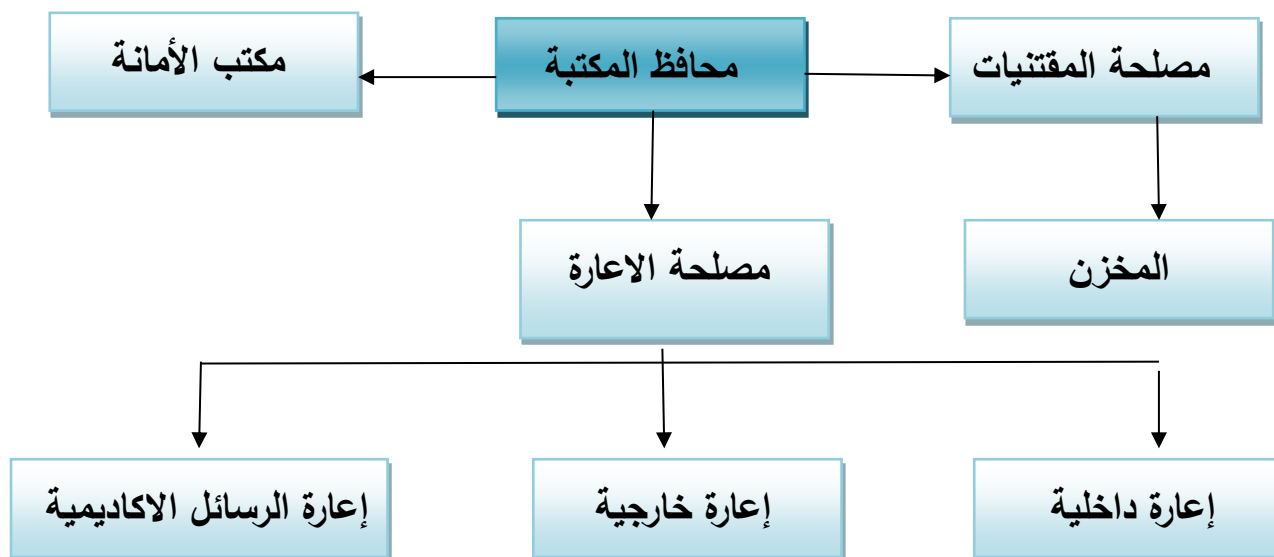 مصلحة المقتنيات
محافظ المكتبة
مكتب الأمانة
المخزن
مصلحة الاعارة
إعارة داخلية
إعارة خارجية
إعارة الرسائل الاكاديمية